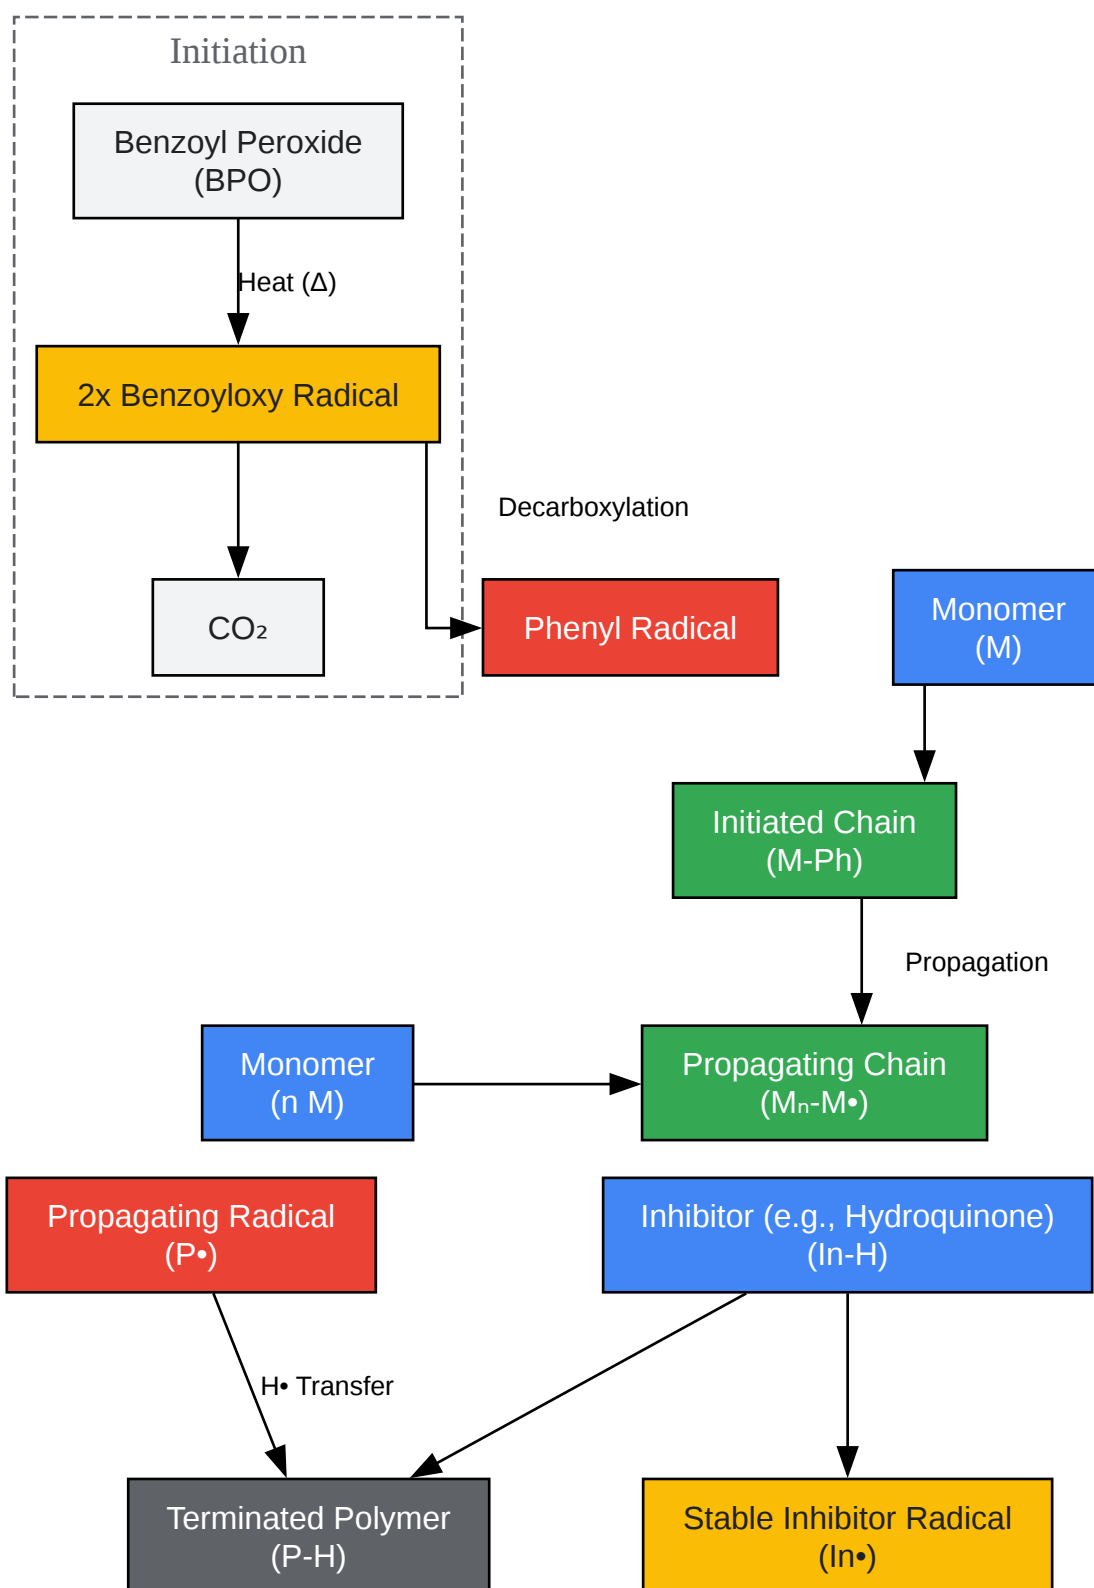 Initiation
Benzoyl Peroxide
(BPO)
Heat (Δ)
2x Benzoyloxy Radical
Decarboxylation
CO₂
Phenyl Radical
Monomer
(M)
Initiated Chain
(M-Ph)
Propagation
Monomer
(n M)
Propagating Chain
(Mₙ-M•)
Propagating Radical
(P•)
Inhibitor (e.g., Hydroquinone)
(In-H)
H• Transfer
Terminated Polymer
(P-H)
Stable Inhibitor Radical
(In•)